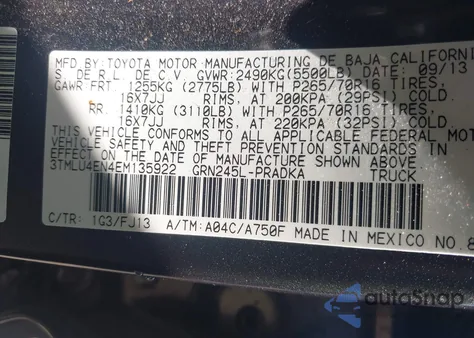 MFD. BY: TOYOTA MOTOR MANUFACTURING DE BAJA CALIFORNI
S. DE R.L. DE C.V. GVWR:2490KG(5500LB) DATE: 09/13
GAWR FRT. 1255KG (2775LB) WITH P265/70R16 TIRES,
16X7JJ RIMS, AT 200KPA (29PSI) COLD.
RR. 1410KG (3110LB) WITH P265/70R16 TIRES,
16X7JJ RIMS, AT 220KPA (32PSI) COLD.
THIS VEHICLE CONFORMS TO ALL APPLICABLE FEDERAL MOTOR
VEHICLE SAFETY AND THEFT PREVENTION STANDARDS IN
EFFECT ON THE DATE OF MANUFACTURE SHOWN ABOVE.
3TMLU4EN4EM135922 GRN245L-PRADKA TRUCK
C/TR: 1G3/FJ13 A/TM:A04C/A750F MADE IN MEXICO NO.8
AutoSnap